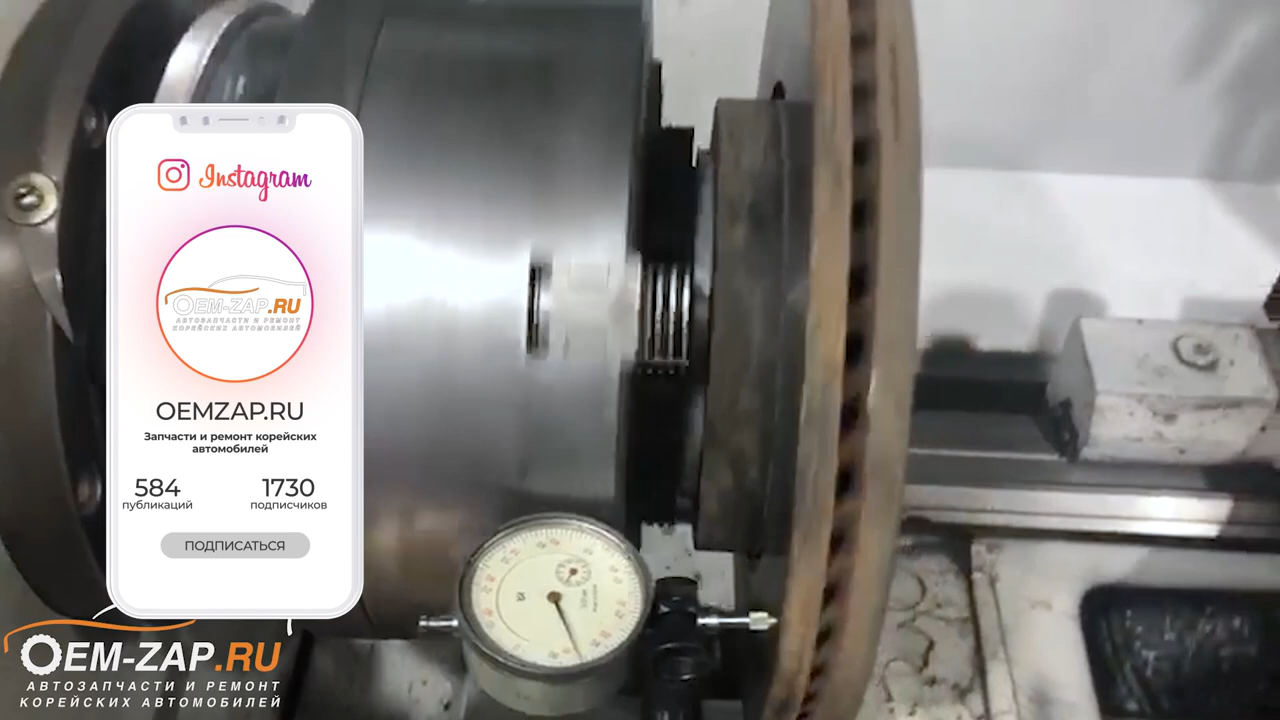 Instagram
OEM-ZAP.RU
АВТОЗАПЧАСТИ И РЕМОНТ
КОРЕЙСКИХ АВТОМОБИЛЕЙ
OEMZAP.RU
Запчасти и ремонт корейских
автомобилей
584
публикаций
1730
подписчиков
ПОДПИСАТЬСЯ
OEM-ZAP.RU
АВТОЗАПЧАСТИ И РЕМОНТ
КОРЕЙСКИХ АВТОМОБИЛЕЙ